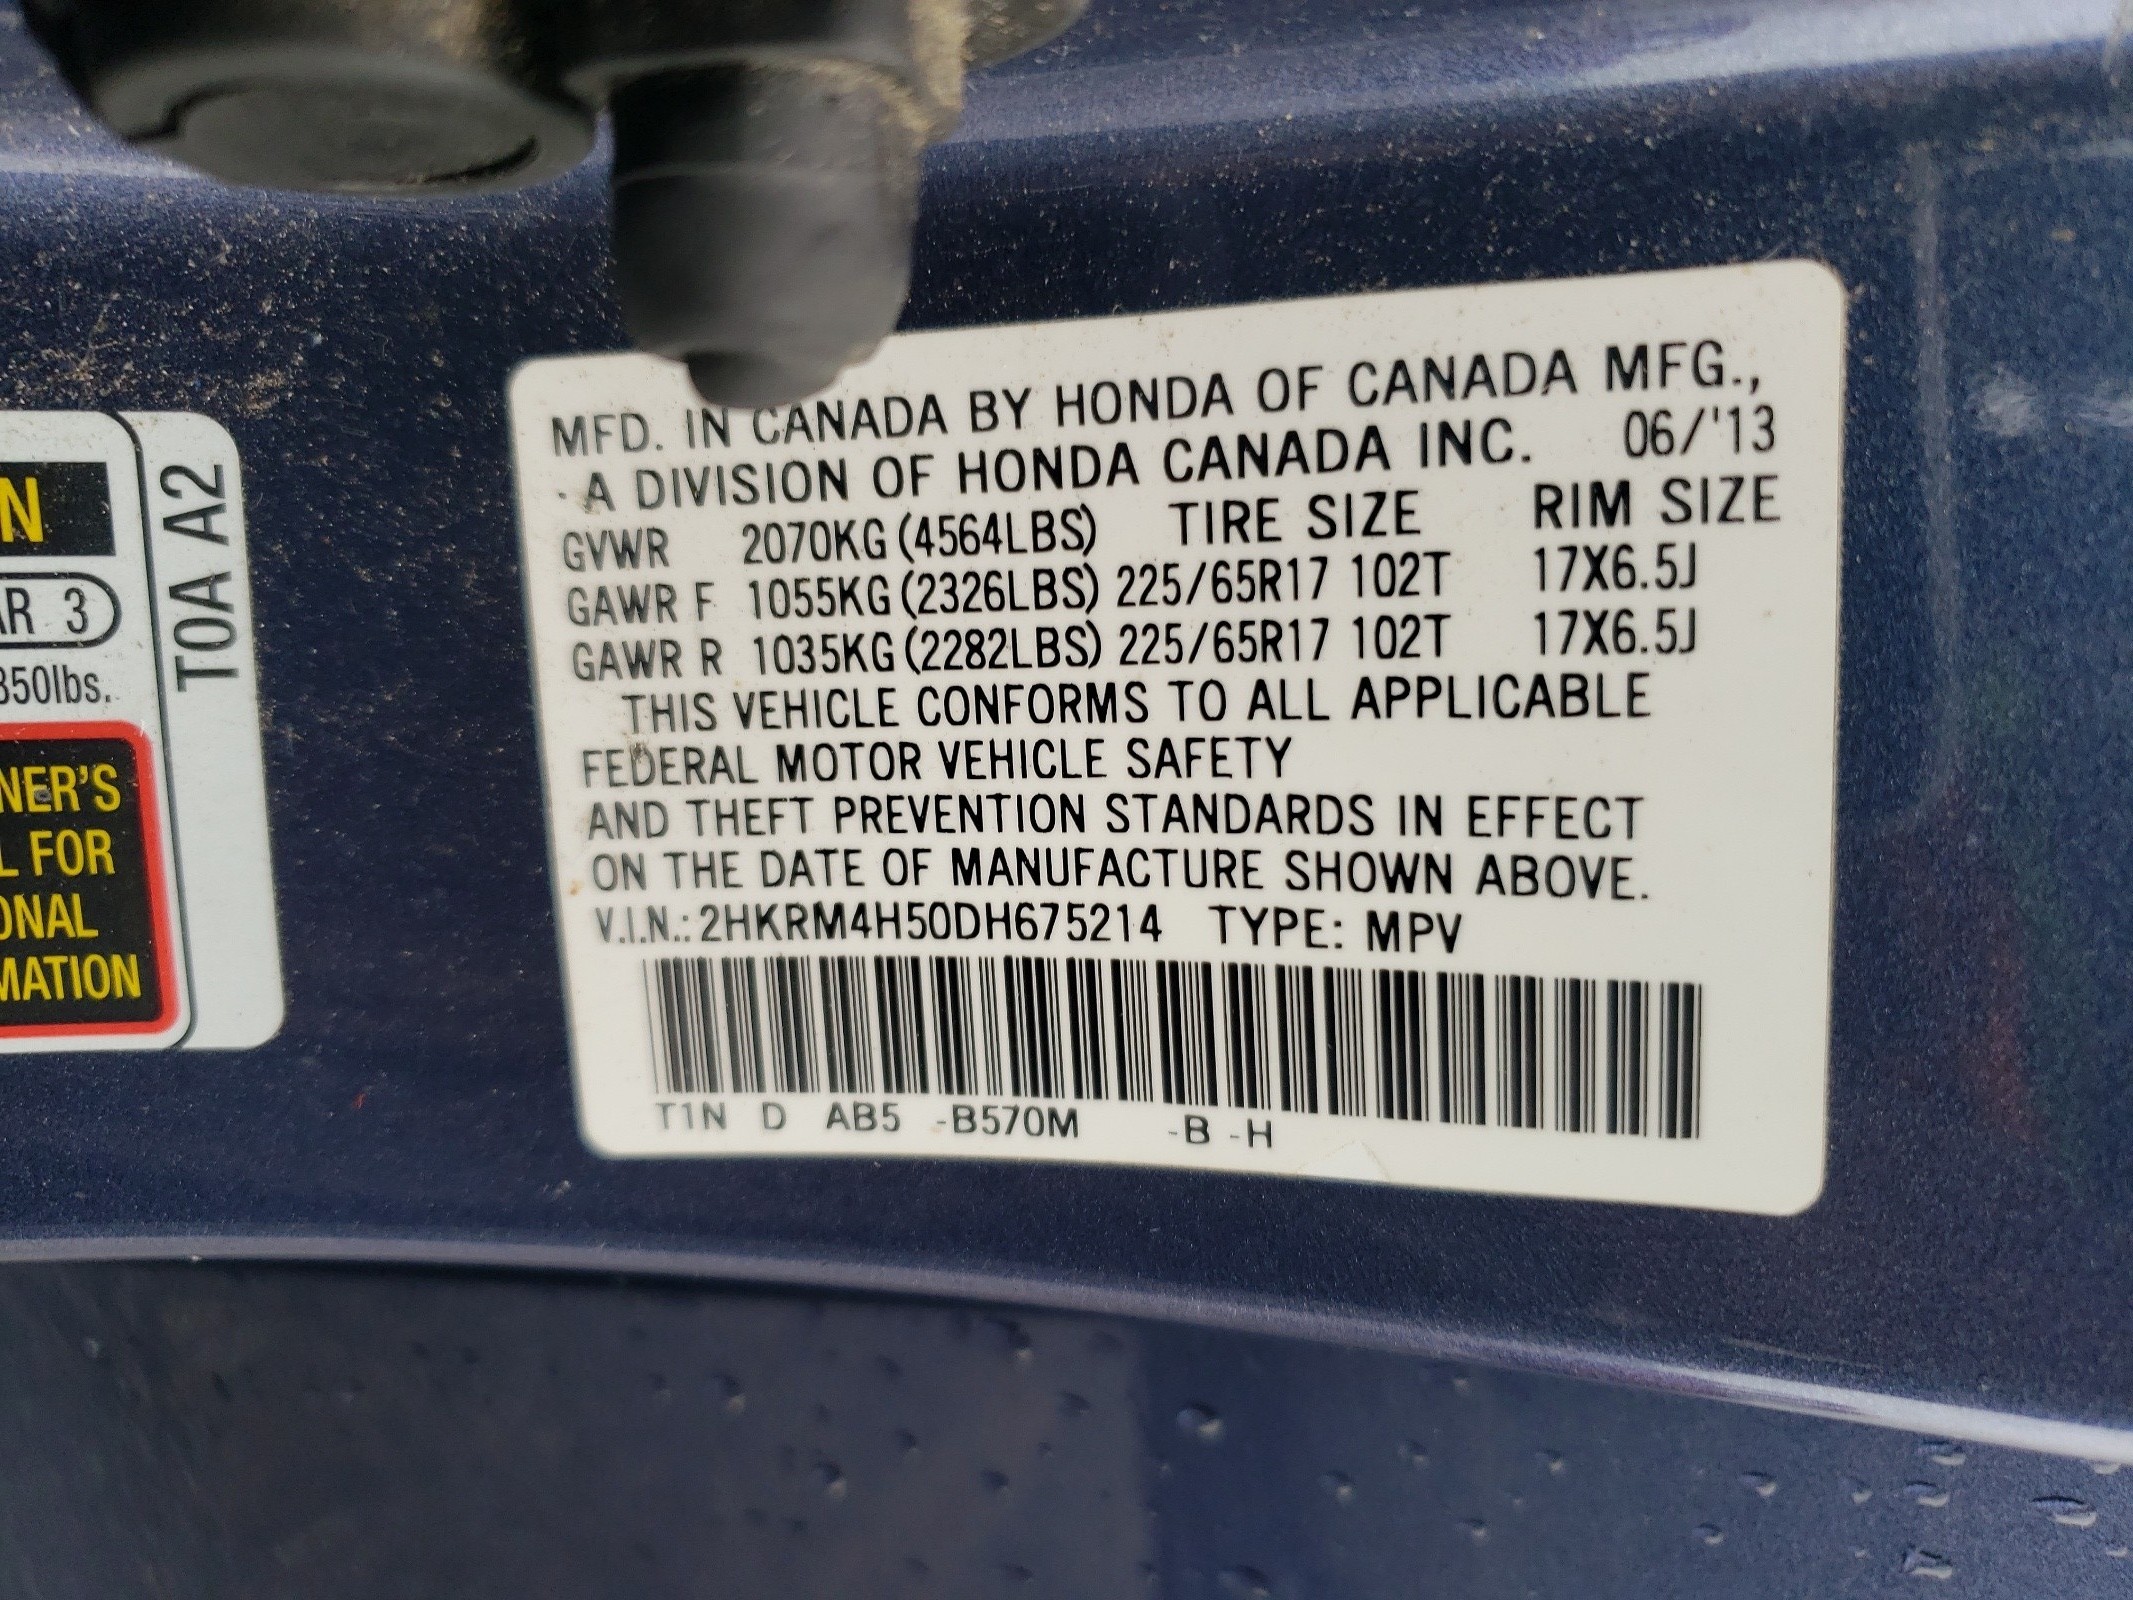 N
AR 3
350lbs.
NER'S
L FOR
ONAL
MATION
T0A A2
MFD. IN CANADA BY HONDA OF CANADA MFG.,
A DIVISION OF HONDA CANADA INC. 06/'13
GVWR 2070KG (4564LBS) TIRE SIZE RIM SIZE
GAWR F 1055KG (2326LBS) 225/65R17 102T 17X6.5J
GAWR R 1035KG (2282LBS) 225/65R17 102T 17X6.5J
THIS VEHICLE CONFORMS TO ALL APPLICABLE
FEDERAL MOTOR VEHICLE SAFETY
AND THEFT PREVENTION STANDARDS IN EFFECT
ON THE DATE OF MANUFACTURE SHOWN ABOVE.
V.I.N.: 2HKRM4H50DH675214 TYPE: MPV
T1N D AB5 -B570M -B -H